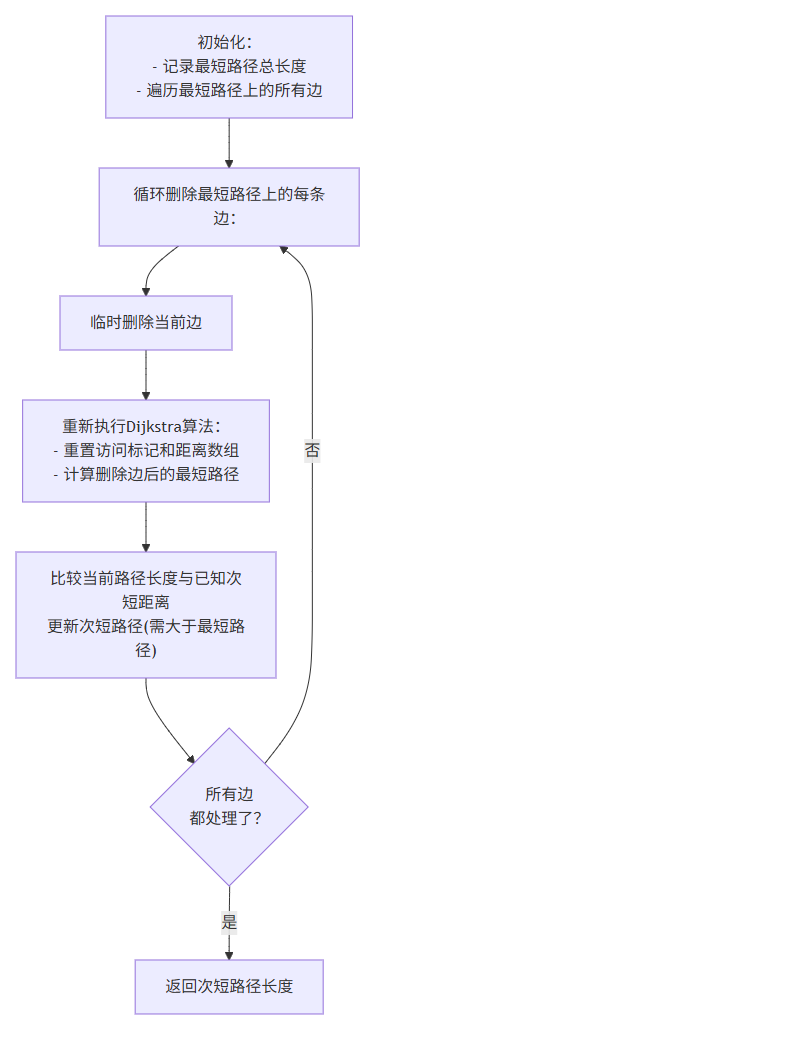 初始化：
- 记录最短路径总长度
- 遍历最短路径上的所有边
循环删除最短路径上的每条
边：
临时删除当前边
重新执行Dijkstra算法：
- 重置访问标记和距离数组
- 计算删除边后的最短路径
否
比较当前路径长度与已知次
短距离
更新次短路径(需大于最短路
径)
所有边
都处理了？
是
返回次短路径长度